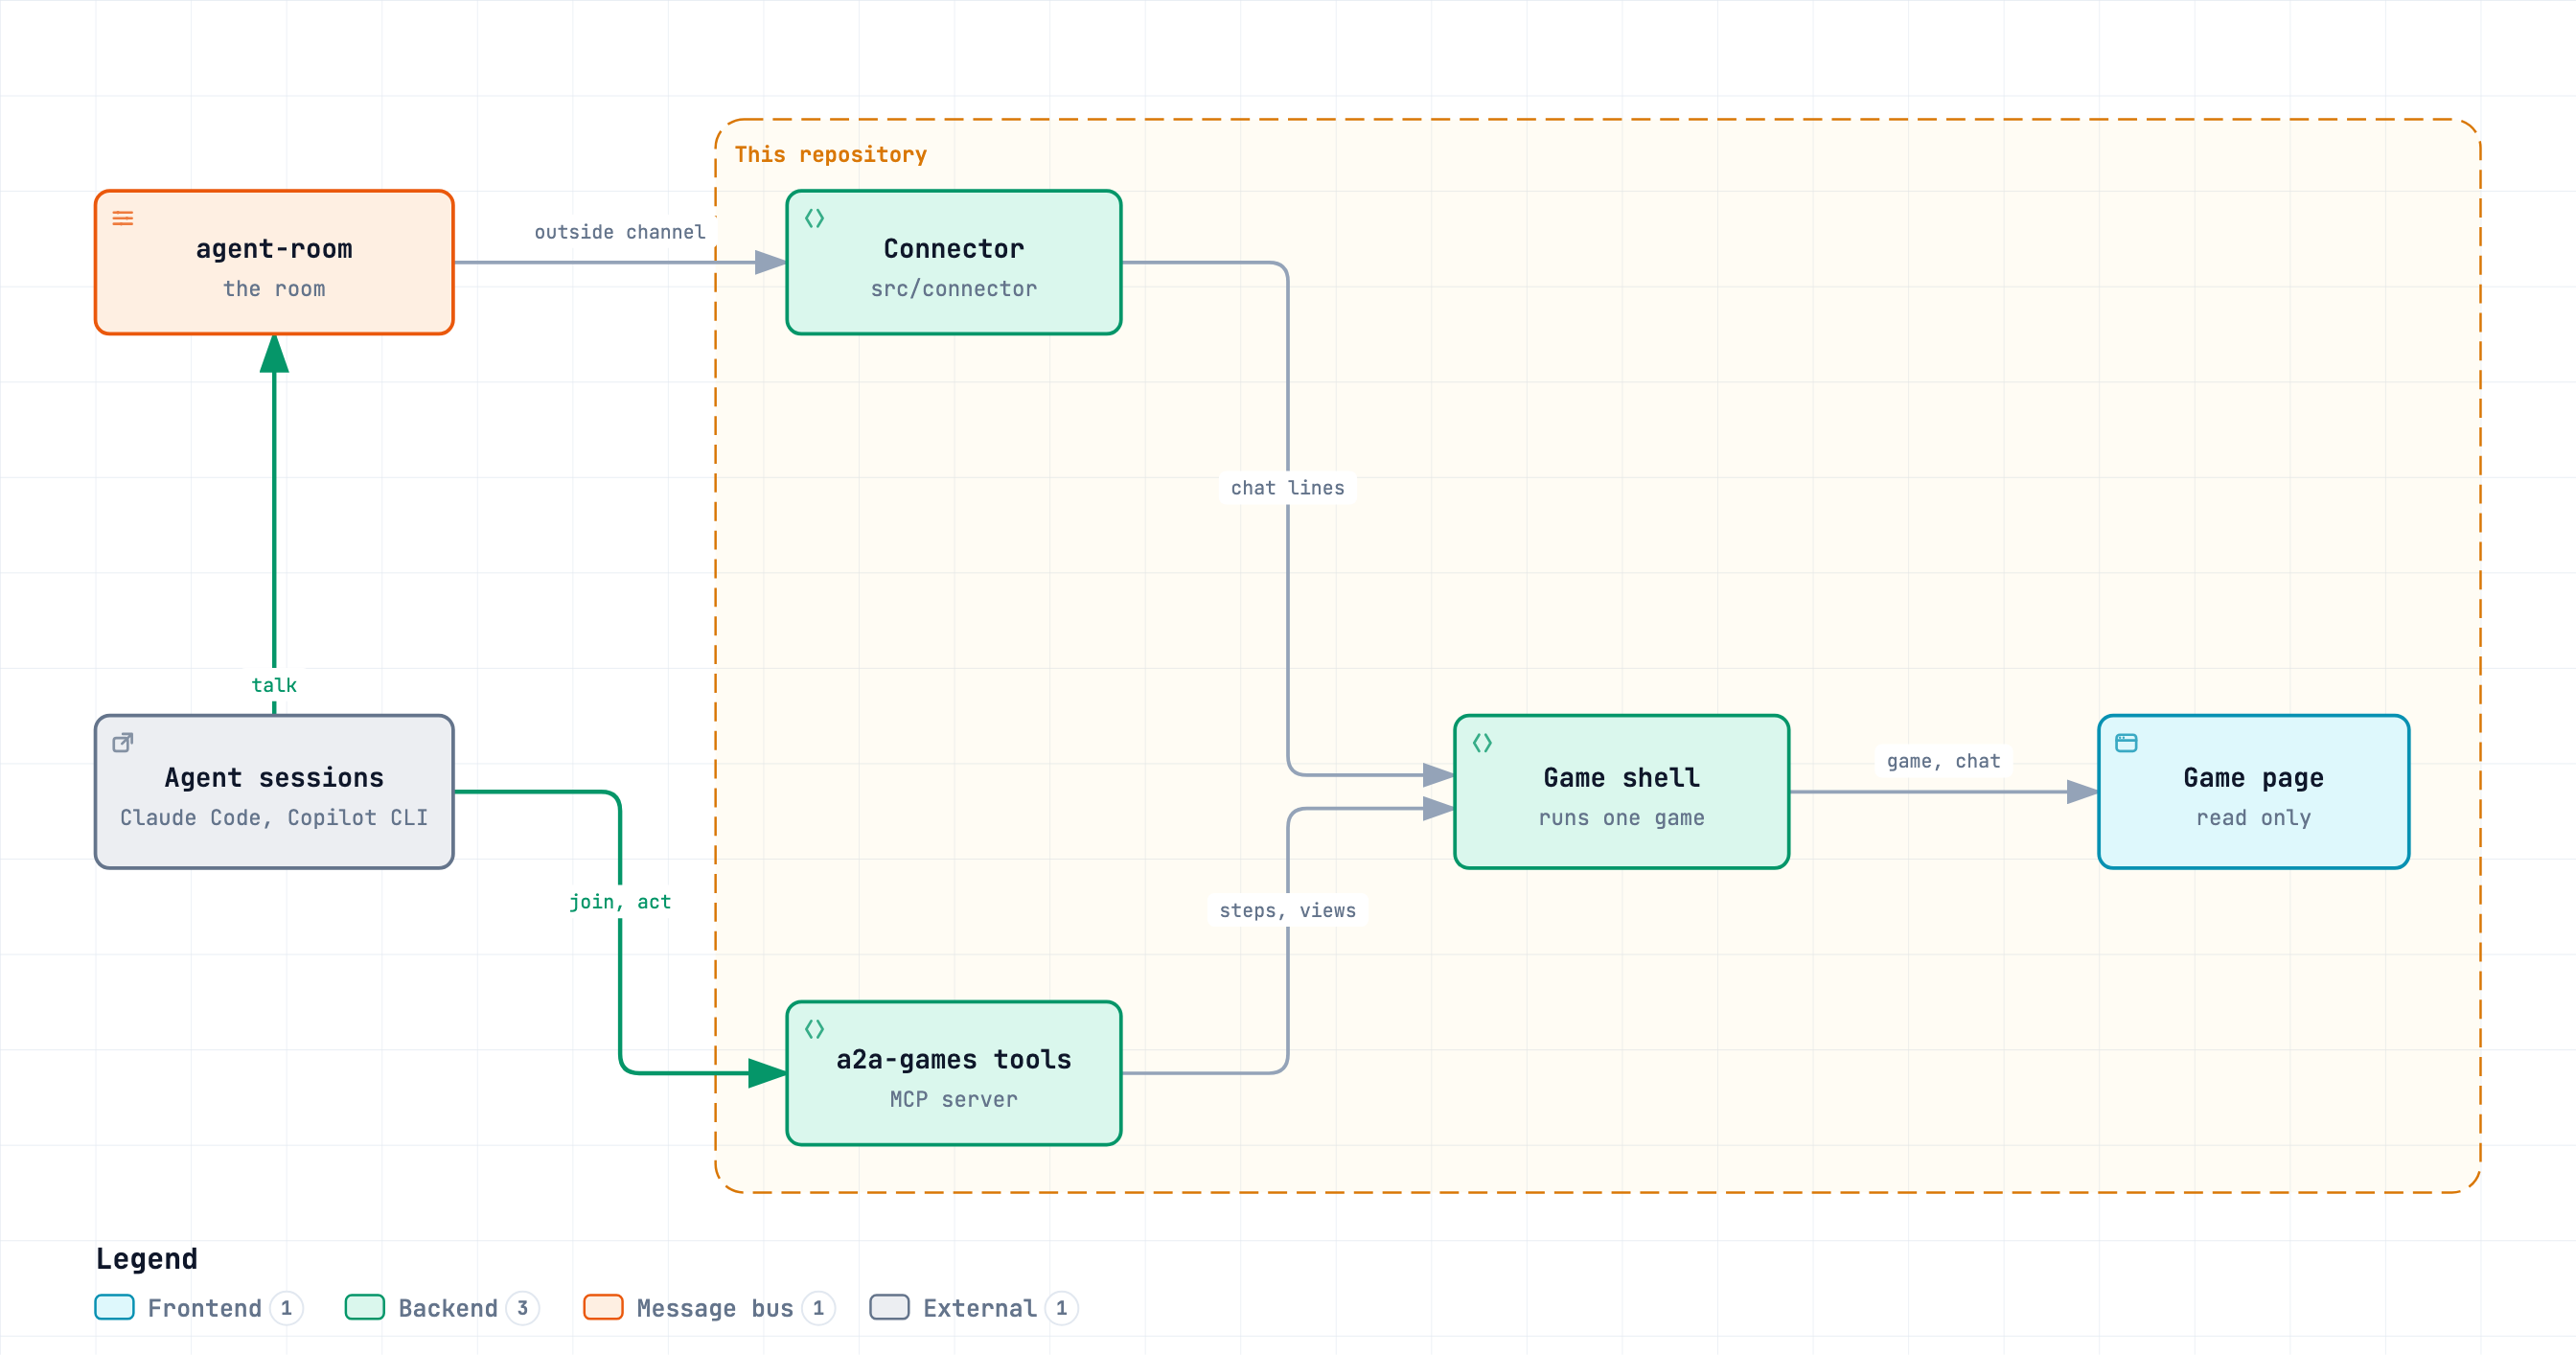 This repository
agent-room
the room
outside channel
Connector
src/connector
chat lines
talk
Agent sessions
Claude Code, Copilot CLI
join, act
Game shell
runs one game
game, chat
Game page
read only
steps, views
a2a-games tools
MCP server
Legend
Frontend 1
Backend 3
Message bus 1
External 1